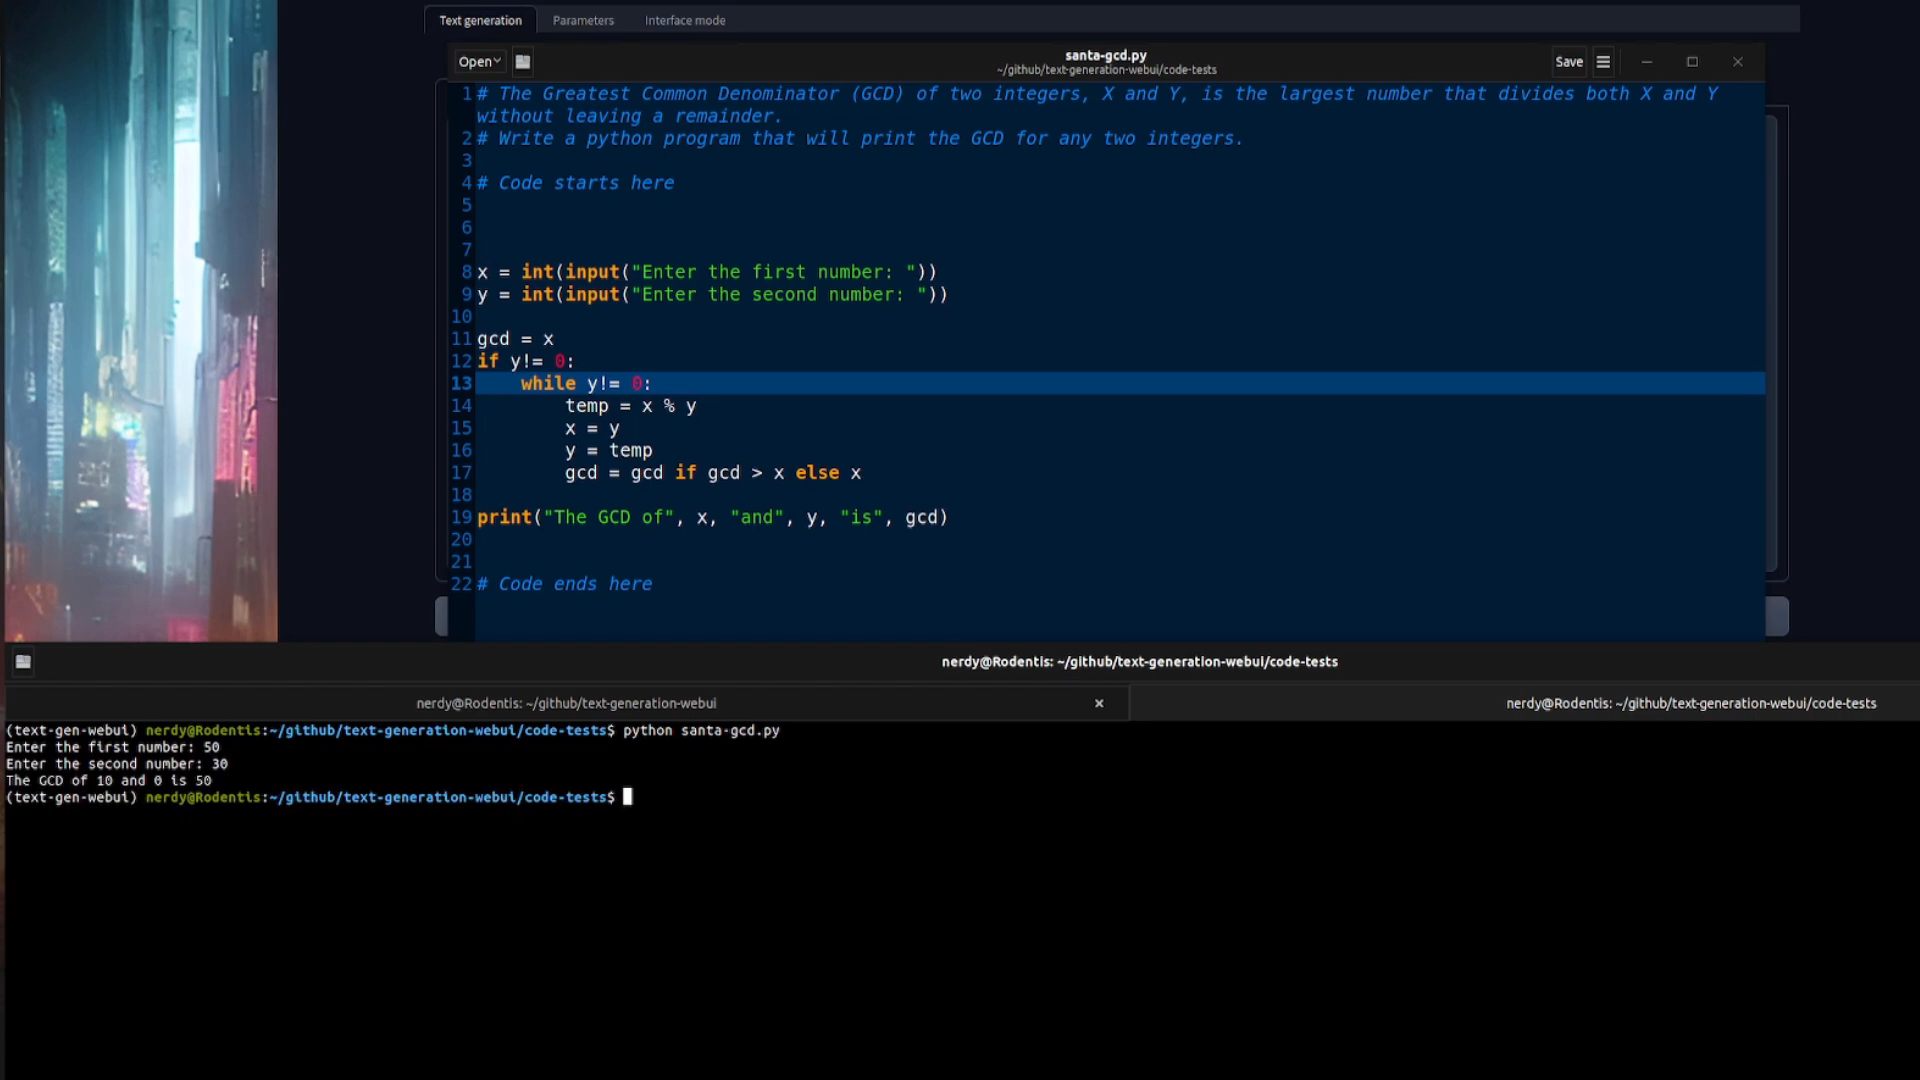 Text generation
Parameters
Interface mode
Open
santa-gcd.py
~/github/text-generation-webui/code-tests
Save
1 # The Greatest Common Denominator (GCD) of two integers, X and Y, is the largest number that divides both X and Y
without leaving a remainder.
2 # Write a python program that will print the GCD for any two integers.
3
4 # Code starts here
5
6
7
8 x = int(input("Enter the first number: "))
9 y = int(input("Enter the second number: "))
10
11 gcd = x
12 if y!= 0:
13     while y!= 0:
14         temp = x % y
15         x = y
16         y = temp
17         gcd = gcd if gcd > x else x
18
19 print("The GCD of", x, "and", y, "is", gcd)
20
21
22 # Code ends here
nerdy@Rodentis: ~/github/text-generation-webui/code-tests
nerdy@Rodentis: ~/github/text-generation-webui
nerdy@Rodentis: ~/github/text-generation-webui/code-tests
(text-gen-webui) nerdy@Rodentis:~/github/text-generation-webui/code-tests$ python santa-gcd.py
Enter the first number: 50
Enter the second number: 30
The GCD of 10 and 0 is 50
(text-gen-webui) nerdy@Rodentis:~/github/text-generation-webui/code-tests$